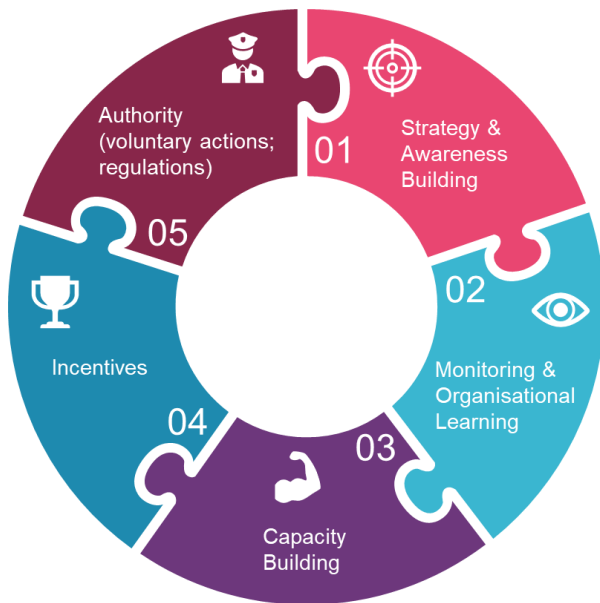 01
Strategy &
Awareness
Building
02
Monitoring &
Organisational
Learning
03
Capacity
Building
04
Incentives
05
Authority
(voluntary actions;
regulations)